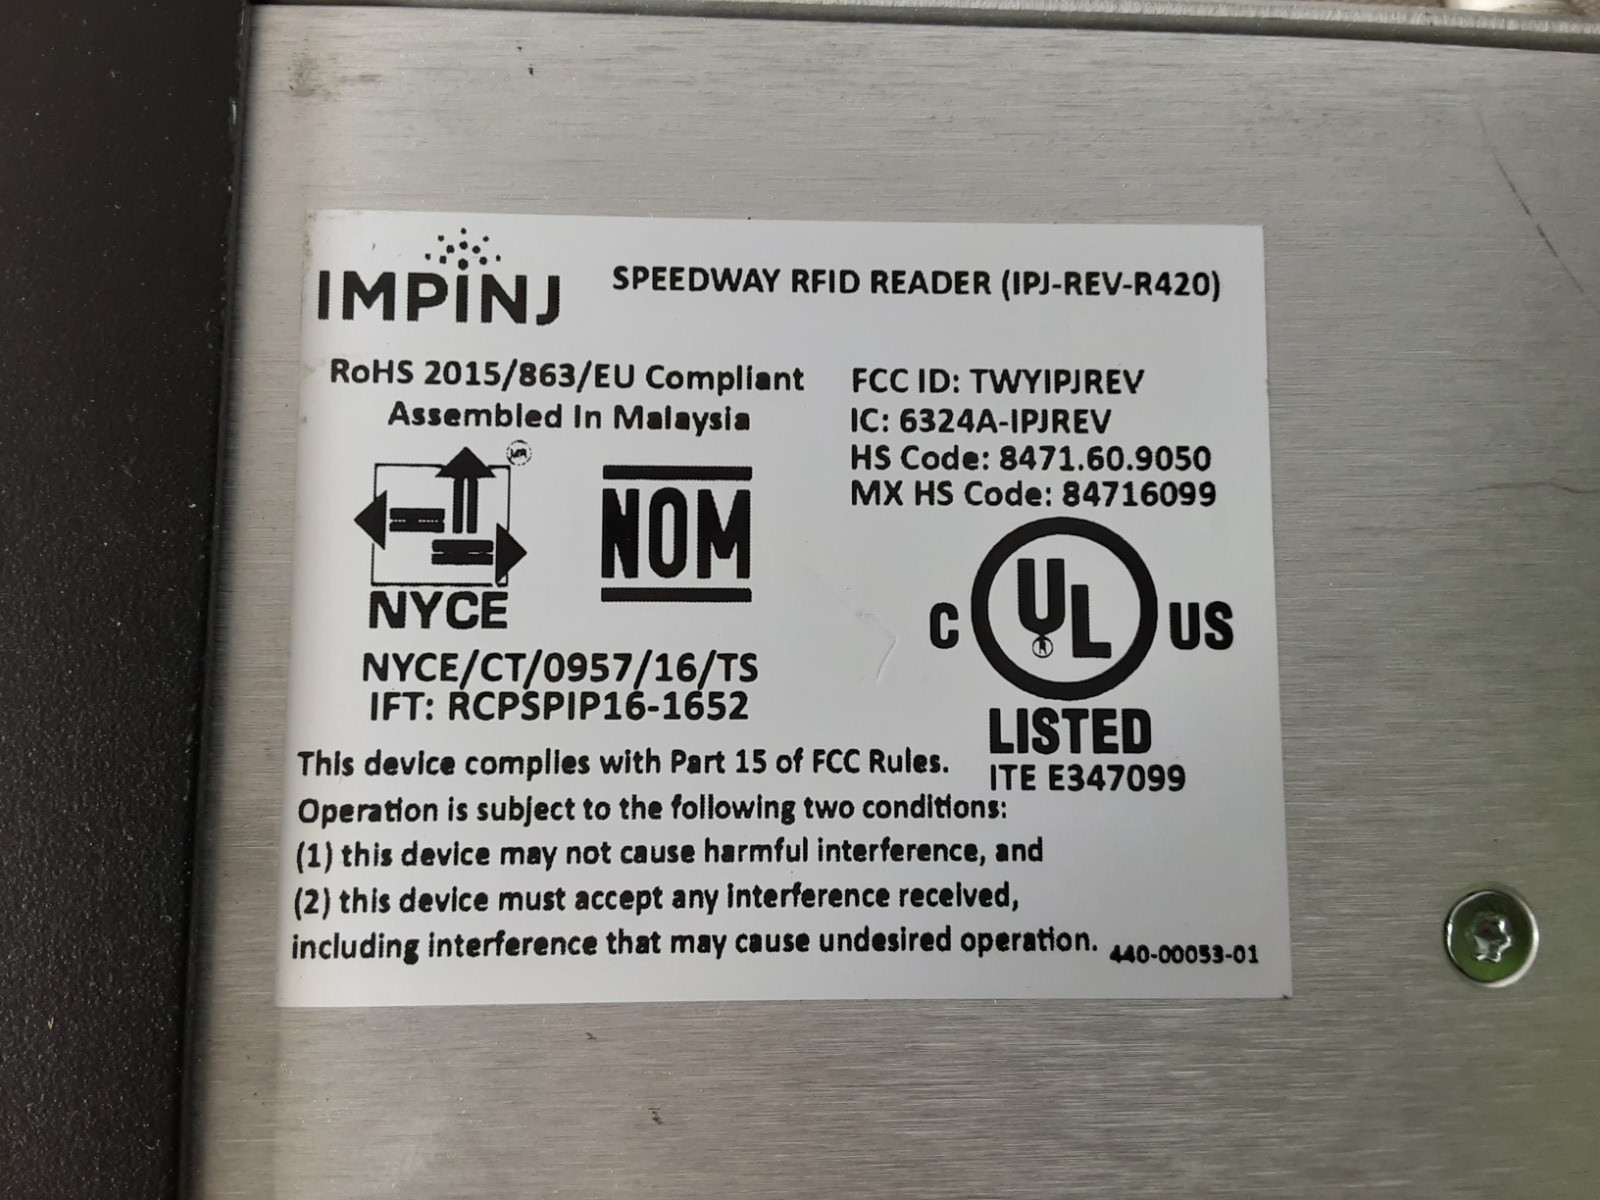 IMPINJ
SPEEDWAY RFID READER (IPJ-REV-R420)
RoHS 2015/863/EU Compliant
Assembled In Malaysia
FCC ID: TWYIPJREV
IC: 6324A-IPJREV
HS Code: 8471.60.9050
MX HS Code: 84716099
NYCE
NOM
NYCE/CT/0957/16/TS
IFT: RCPSPIP16-1652
C UL US
®
LISTED
ITE E347099
This device complies with Part 15 of FCC Rules.
Operation is subject to the following two conditions:
(1) this device may not cause harmful interference, and
(2) this device must accept any interference received,
including interference that may cause undesired operation.
440-00053-01